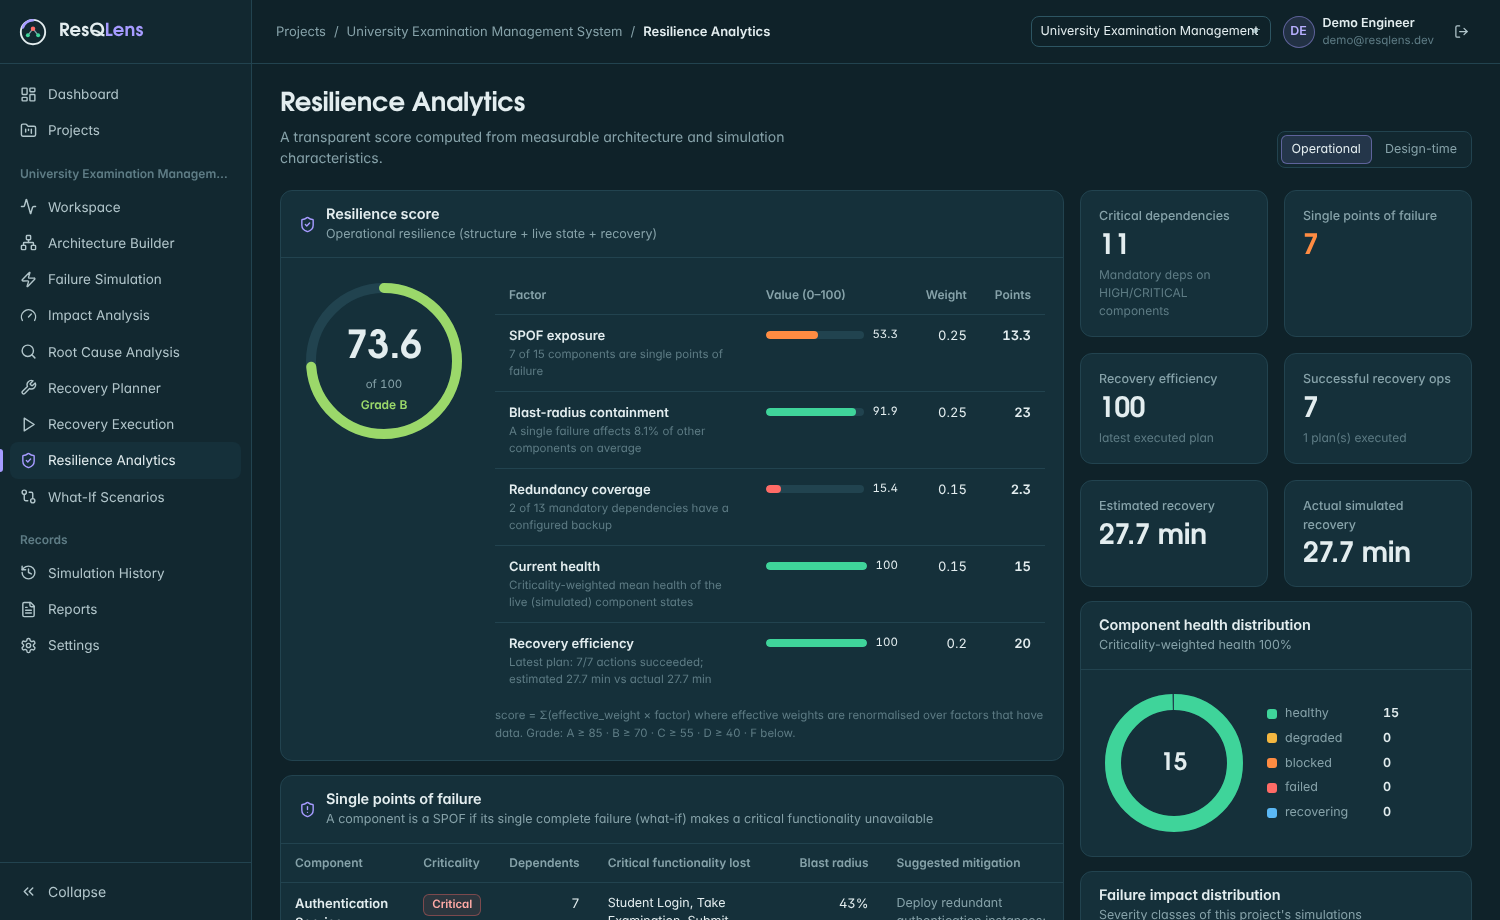 ResQLens
Projects / University Examination Management System / Resilience Analytics
University Examination Management
DE
Demo Engineer
demo@resqlens.dev
Dashboard
Projects
University Examination Managem...
Workspace
Architecture Builder
Failure Simulation
Impact Analysis
Root Cause Analysis
Recovery Planner
Recovery Execution
Resilience Analytics
What-If Scenarios
Records
Simulation History
Reports
Settings
Collapse
Resilience Analytics
A transparent score computed from measurable architecture and simulation
characteristics.
Operational
Design-time
Resilience score
Operational resilience (structure + live state + recovery)
73.6
of 100
Grade B
Factor Value (0–100) Weight Points
SPOF exposure 53.3 0.25 13.3
7 of 15 components are single points of
failure
Blast-radius containment 91.9 0.25 23
A single failure affects 8.1% of other
components on average
Redundancy coverage 15.4 0.15 2.3
2 of 13 mandatory dependencies have a
configured backup
Current health 100 0.15 15
Criticality-weighted mean health of the
live (simulated) component states
Recovery efficiency 100 0.2 20
Latest plan: 7/7 actions succeeded;
estimated 27.7 min vs actual 27.7 min
score = Σ(effective_weight × factor) where effective weights are renormalised over factors that have
data. Grade: A ≥ 85 · B ≥ 70 · C ≥ 55 · D ≥ 40 · F below.
Critical dependencies
11
Mandatory deps on
HIGH/CRITICAL
components
Single points of failure
7
Recovery efficiency
100
latest executed plan
Successful recovery ops
7
1 plan(s) executed
Estimated recovery
27.7 min
Actual simulated
recovery
27.7 min
Component health distribution
Criticality-weighted health 100%
15
healthy 15
degraded 0
blocked 0
failed 0
recovering 0
Single points of failure
A component is a SPOF if its single complete failure (what-if) makes a critical functionality unavailable
Component Criticality Dependents Critical functionality lost Blast radius Suggested mitigation
Authentication Critical 7 Student Login, Take 43% Deploy redundant
Failure impact distribution
Severity classes of this project's simulations